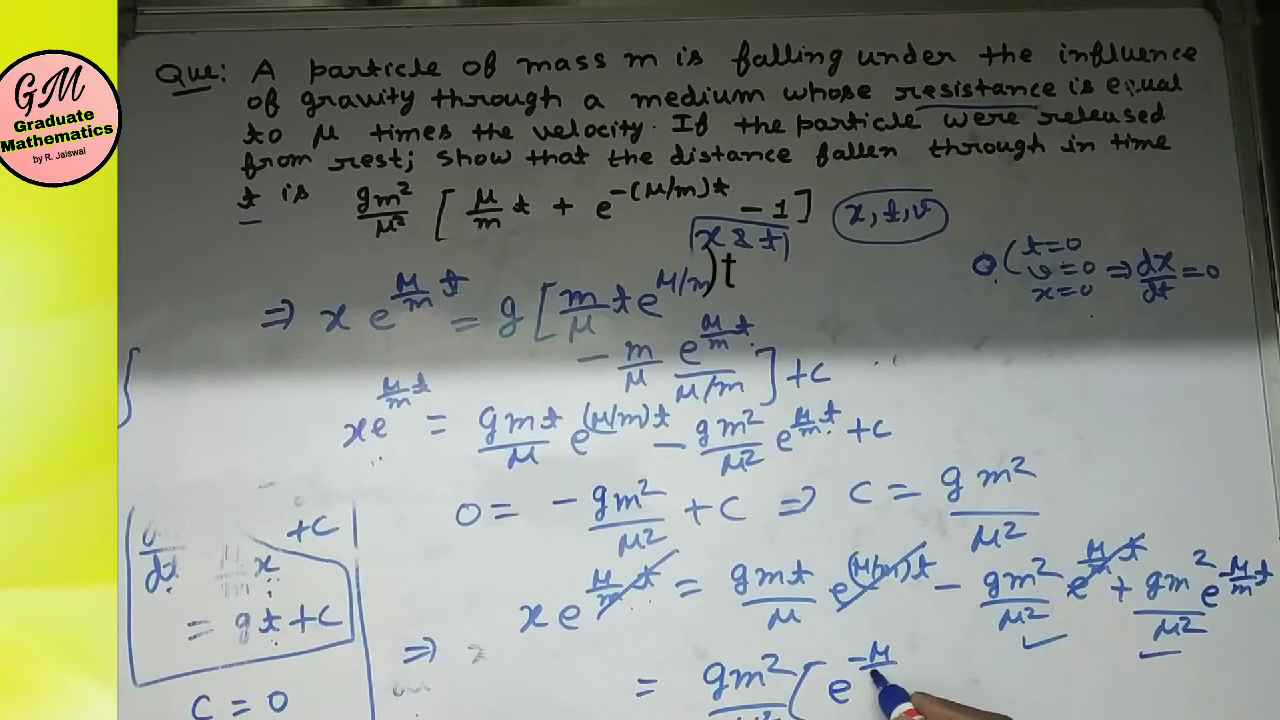 GM
Graduate
Mathematics
by R. Jaiswal
Que: A particle of mass m is falling under the influence
of gravity through a medium whose resistance is equal
to μ times the velocity. If the particle were released
from rest; show that the distance fallen through in time
t is gm²/μ² [ μ/m t + e^-(μ/m)t - 1 ] (x, t, v)
x & t
O ( t=0
v=0 ⇒ dx/dt = 0
x=0
⇒ x e^(μ/m t) = g [ m/μ t e^(μ/m)t
- m/μ e^(μ/m t)/(μ/m) ] + c
x e^(μ/m t) = gmt/μ e^(μ/m)t - gm²/μ² e^(μ/m t) + c
0 = - gm²/μ² + c ⇒ c = gm²/μ²
x e^(μ/m t) = gmt/μ e^(μ/m)t - gm²/μ² e^(μ/m t) + gm²/μ² e^(-μ/m t)
⇒
= gm²/μ² ( e^-μ
+c
dt x
= gt + c
c = 0